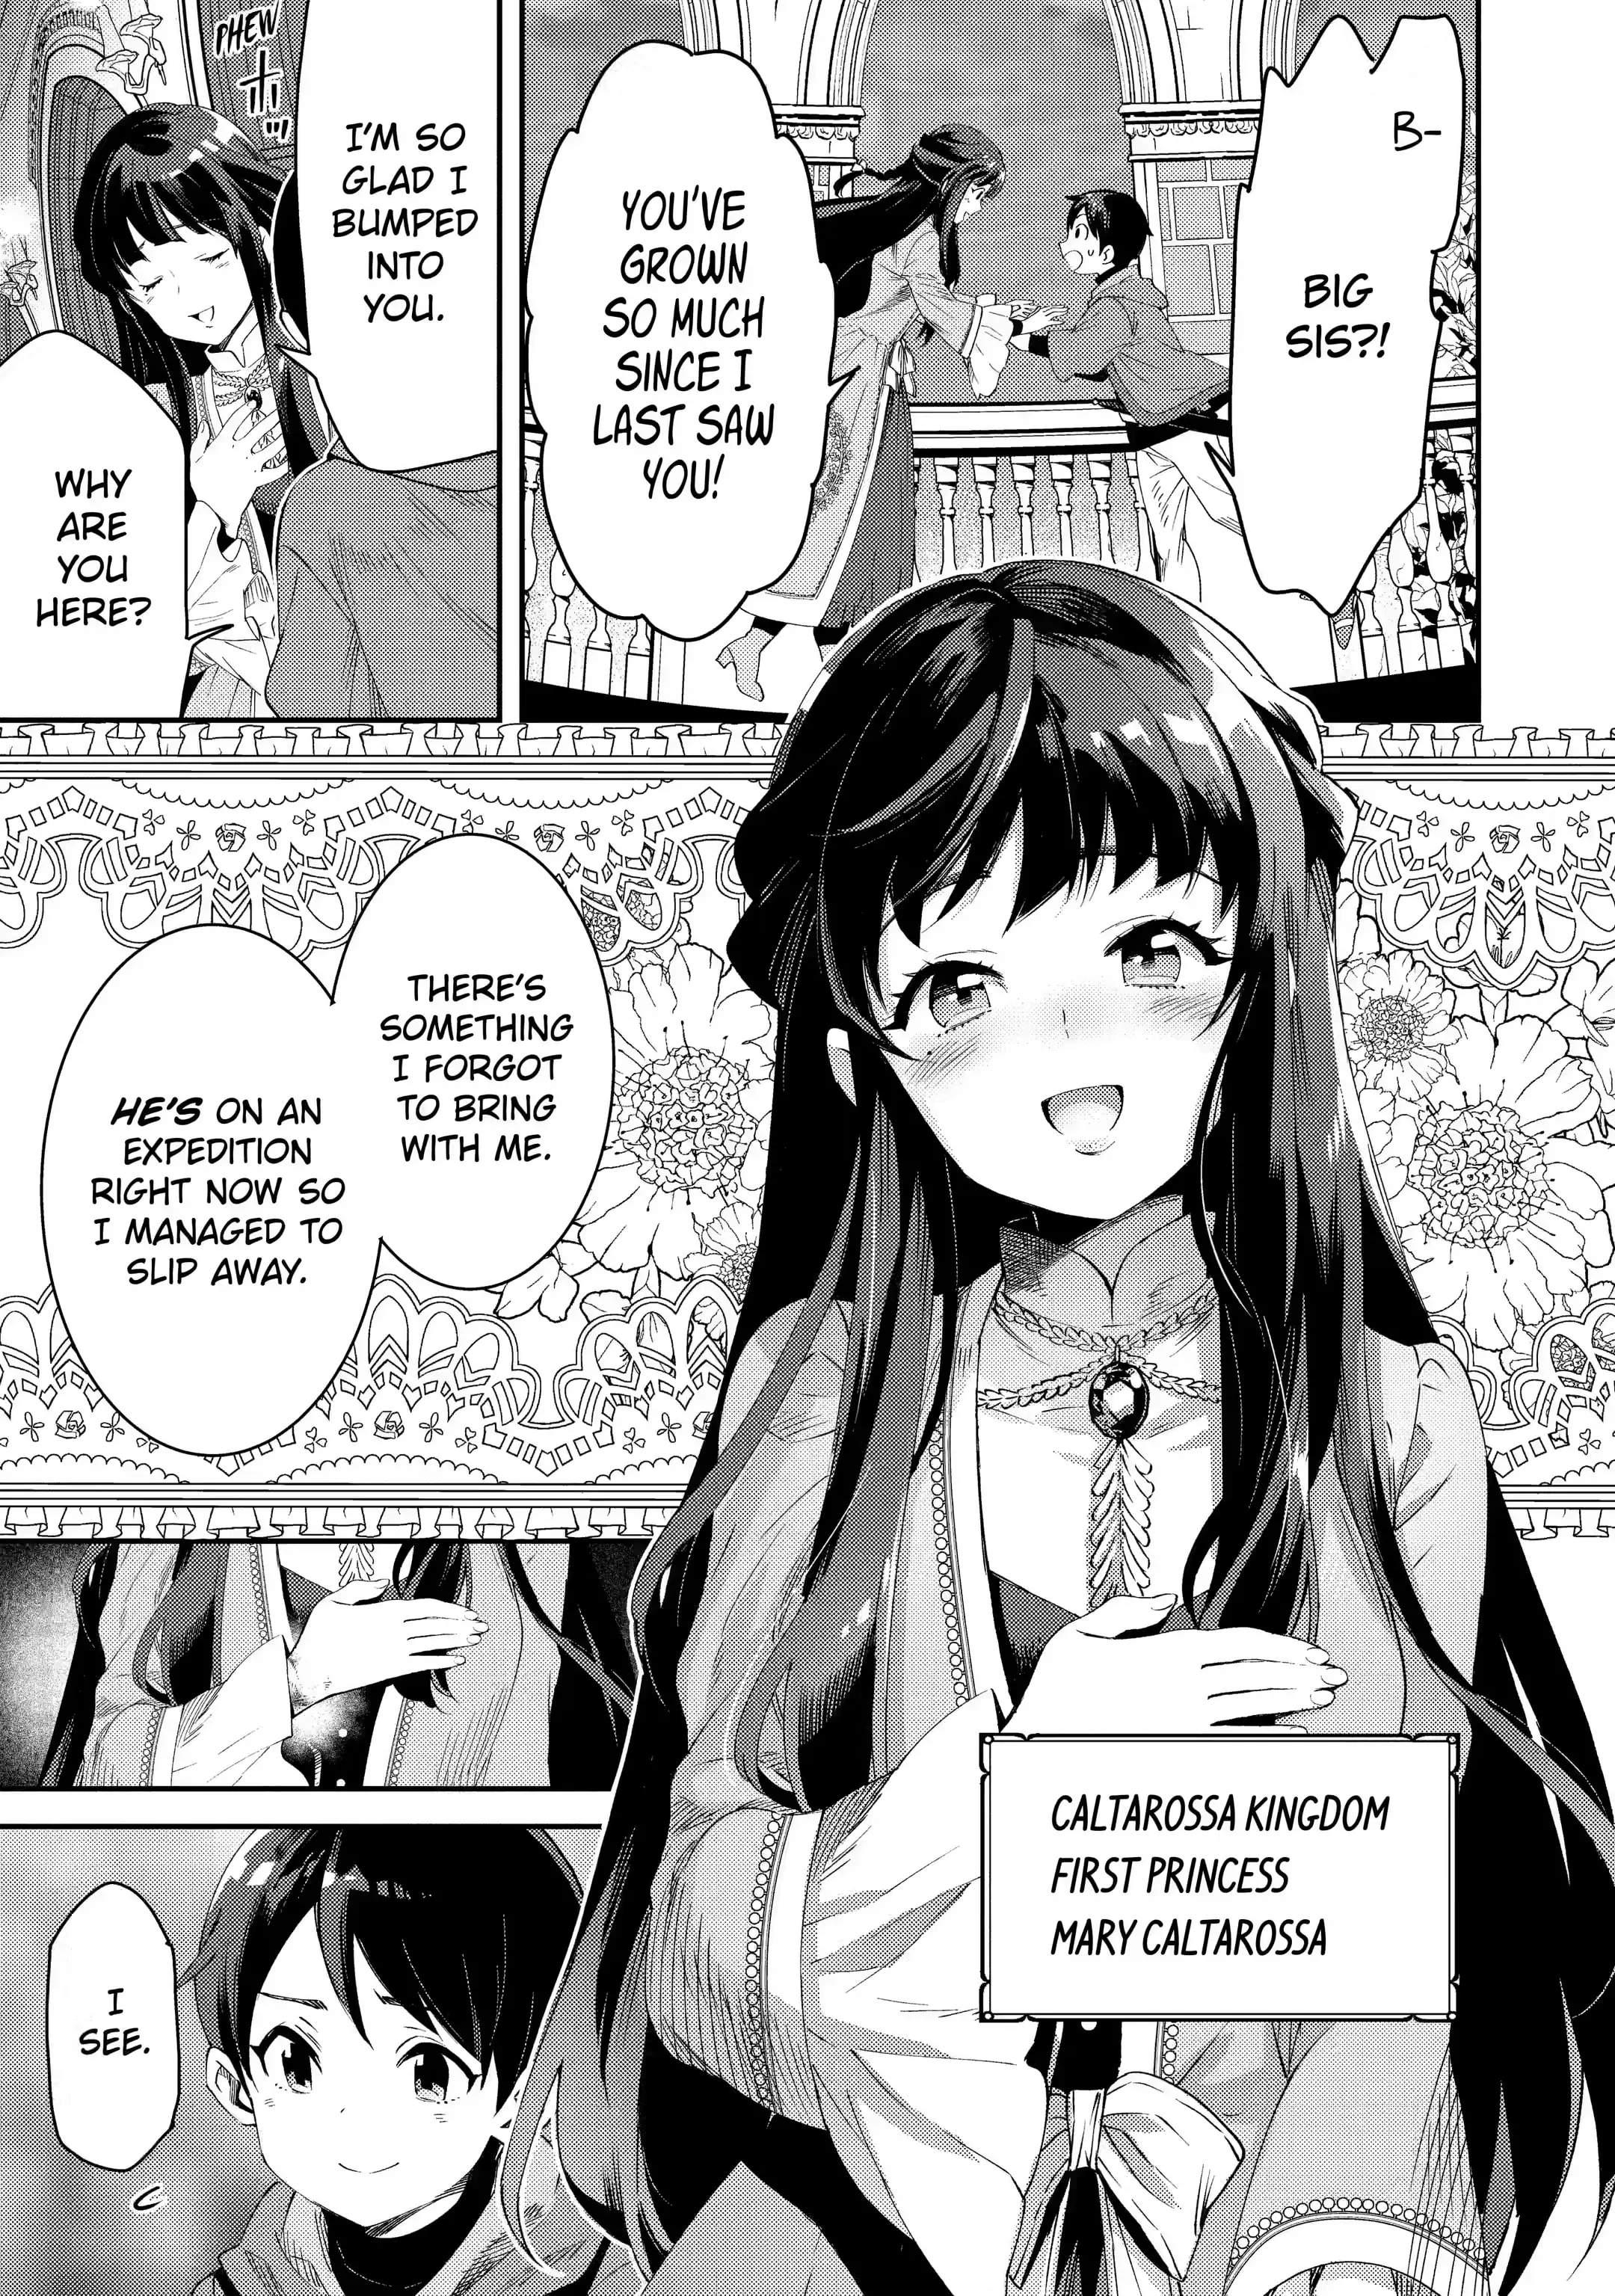 B-
BIG
SIS?!
YOU'VE
GROWN
SO MUCH
SINCE I
LAST SAW
YOU!
PHEW
ホッ
I'M SO
GLAD I
BUMPED
INTO
YOU.
WHY
ARE
YOU
HERE?
THERE'S
SOMETHING
I FORGOT
TO BRING
WITH ME.
HE'S ON AN
EXPEDITION
RIGHT NOW SO
I MANAGED TO
SLIP AWAY.
CALTAROSSA KINGDOM
FIRST PRINCESS
MARY CALTAROSSA
I
SEE.